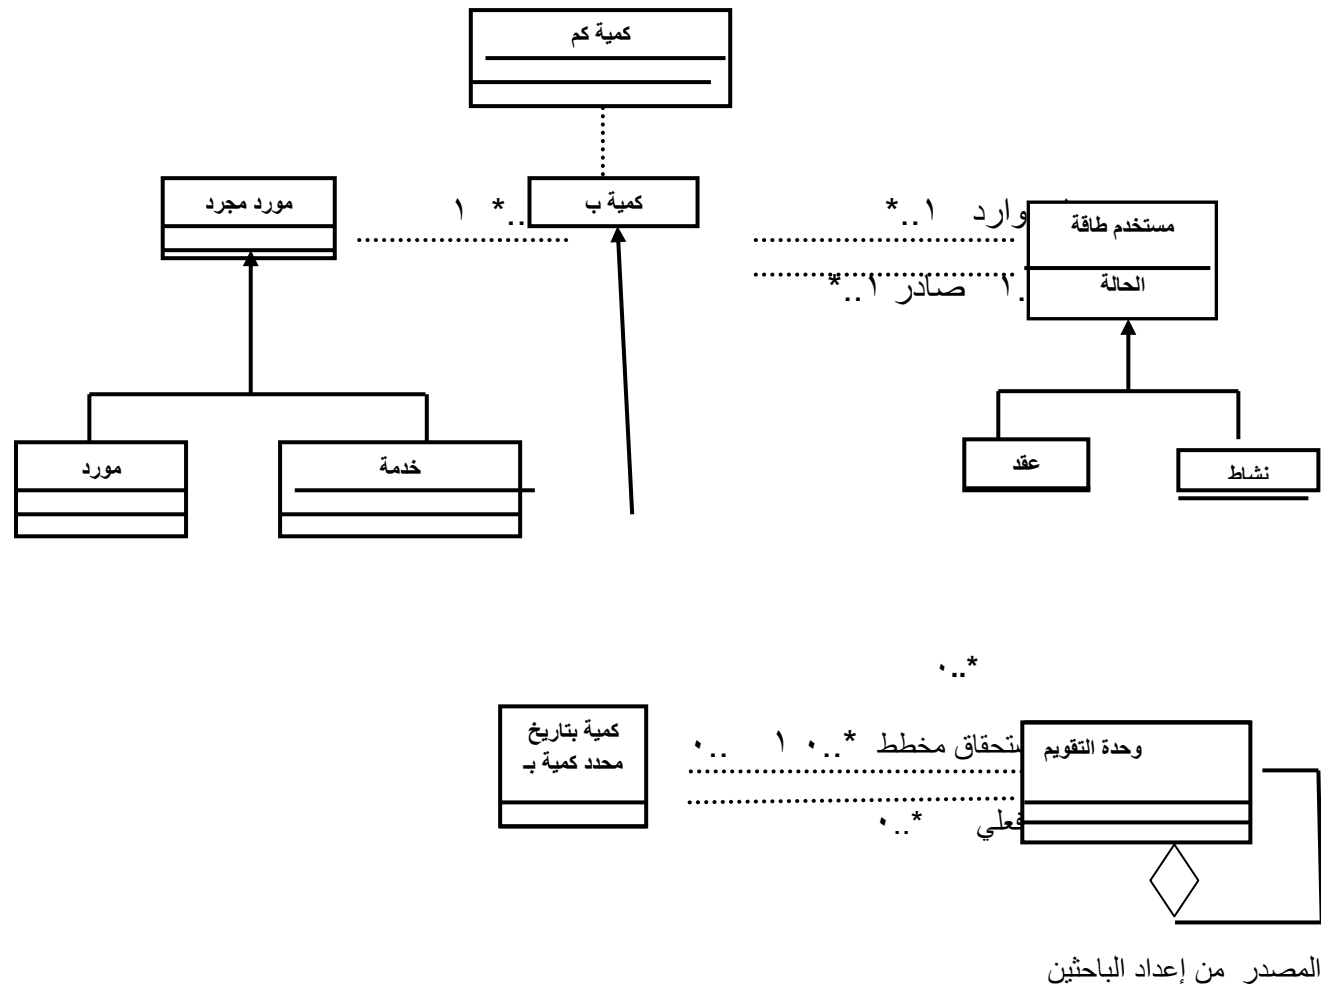 كمية كم
مورد مجرد
١ *..
كمية ب
وارد ١..*
مستخدم طاقة
الحالة
١. صادر ١..*
مورد
خدمة
عقد
نشاط
٠..*
كمية بتاريخ
محدد كمية بـ
مخطط *..٠ ١ ..٠
وحدة التقويم
*..٠
المصدر من إعداد الباحثين